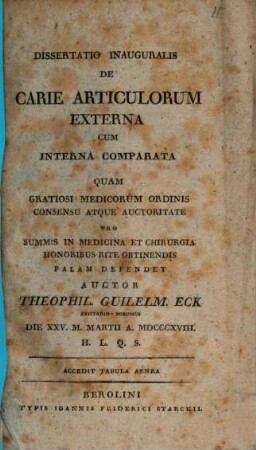 DISSERTATIO INAUGURALIS
DE
CARIE ARTICULORUM
EXTERNA
CUM
INTERNA COMPARATA
QUAM
GRATIOSI MEDICORUM ORDINIS
CONSENSU ATQUE AUCTORITATE
PRO
SUMMIS IN MEDICINA ET CHIRURGIA
HONORIBUS RITE OBTINENDIS
PALAM DEFENDET
AUCTOR
THEOPHIL. GUILELM. ECK
DIE XXV. M. MARTII A. MDCCCXVIII.
H. L. Q. S.
ACCEDIT TABULA AENEA
BEROLINI
TYPIS IOANNIS FRIDERICI STARCKII.